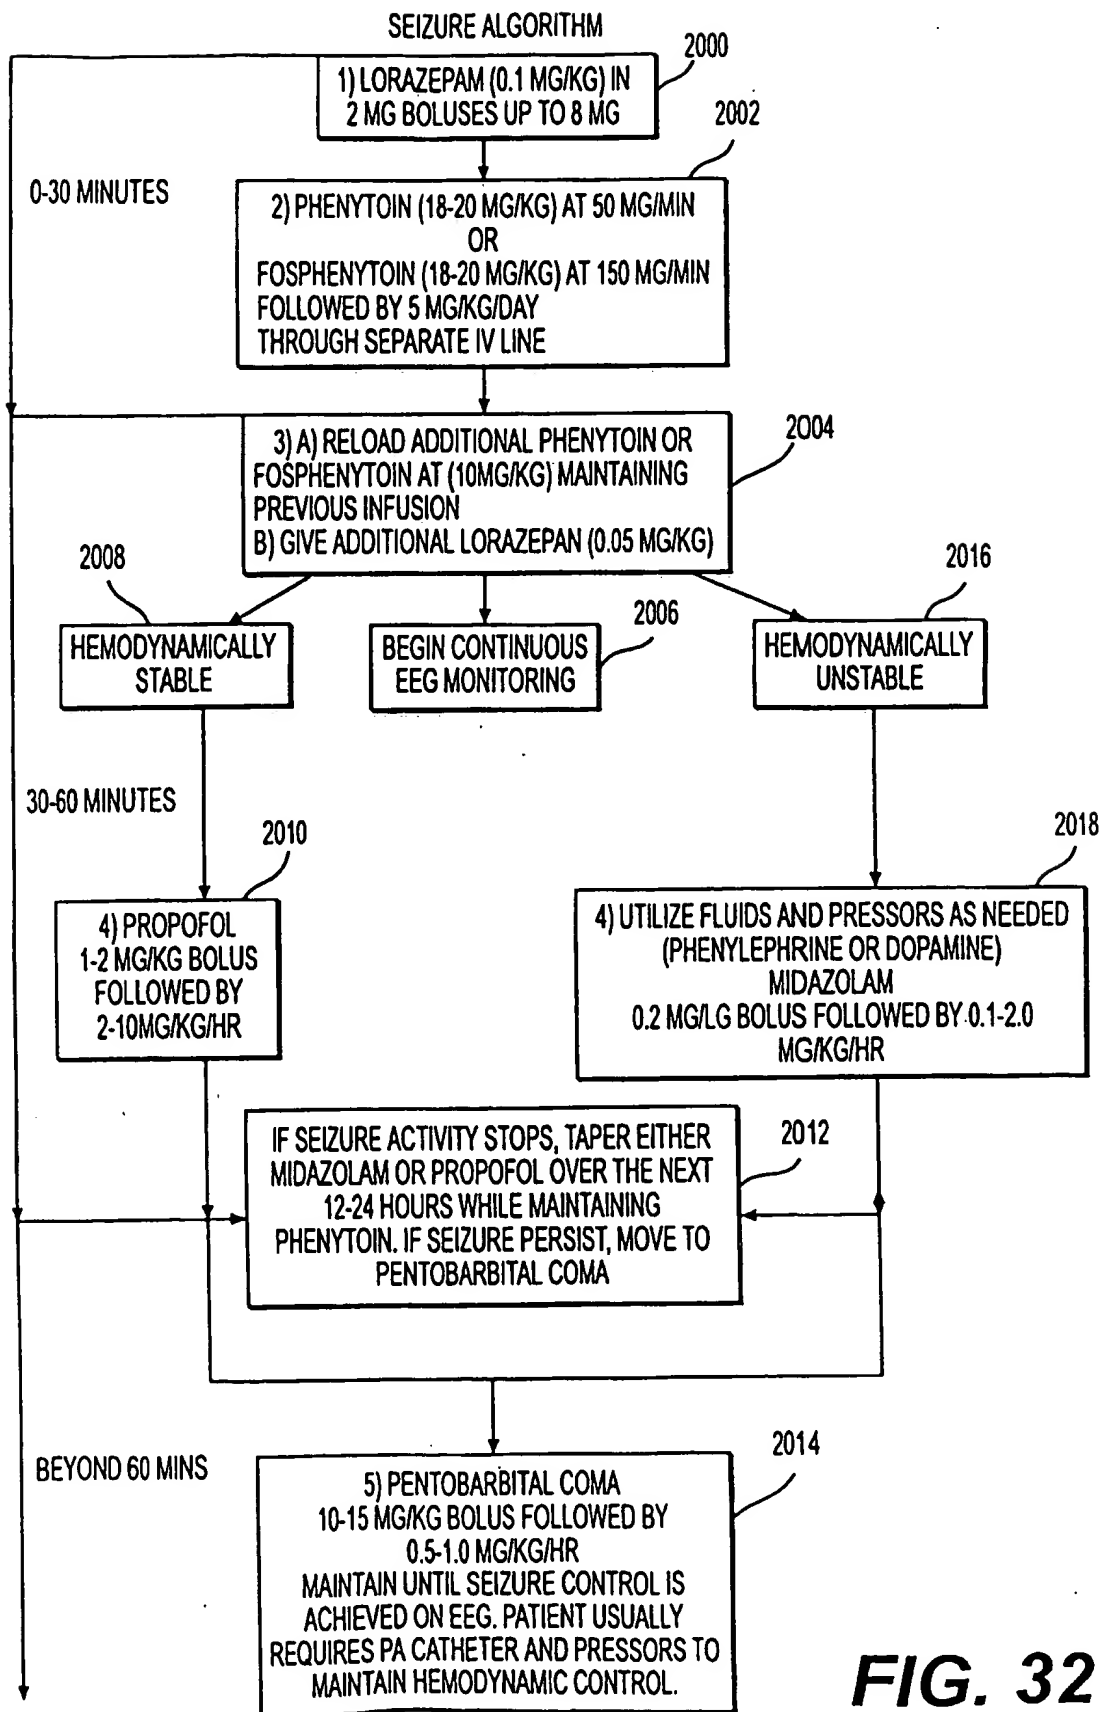 SEIZURE ALGORITHM
2000
1) LORAZEPAM (0.1 MG/KG) IN
2 MG BOLUSES UP TO 8 MG
2002
0-30 MINUTES
2) PHENYTOIN (18-20 MG/KG) AT 50 MG/MIN
OR
FOSPHENYTOIN (18-20 MG/KG) AT 150 MG/MIN
FOLLOWED BY 5 MG/KG/DAY
THROUGH SEPARATE IV LINE
2004
3) A) RELOAD ADDITIONAL PHENYTOIN OR
FOSPHENYTOIN AT (10MG/KG) MAINTAINING
PREVIOUS INFUSION
B) GIVE ADDITIONAL LORAZEPAN (0.05 MG/KG)
2008
HEMODYNAMICALLY
STABLE
2006
BEGIN CONTINUOUS
EEG MONITORING
2016
HEMODYNAMICALLY
UNSTABLE
30-60 MINUTES
2010
4) PROPOFOL
1-2 MG/KG BOLUS
FOLLOWED BY
2-10MG/KG/HR
2018
4) UTILIZE FLUIDS AND PRESSORS AS NEEDED
(PHENYLEPHRINE OR DOPAMINE)
MIDAZOLAM
0.2 MG/LG BOLUS FOLLOWED BY 0.1-2.0
MG/KG/HR
2012
IF SEIZURE ACTIVITY STOPS, TAPER EITHER
MIDAZOLAM OR PROPOFOL OVER THE NEXT
12-24 HOURS WHILE MAINTAINING
PHENYTOIN. IF SEIZURE PERSIST, MOVE TO
PENTOBARBITAL COMA
BEYOND 60 MINS
2014
5) PENTOBARBITAL COMA
10-15 MG/KG BOLUS FOLLOWED BY
0.5-1.0 MG/KG/HR
MAINTAIN UNTIL SEIZURE CONTROL IS
ACHIEVED ON EEG. PATIENT USUALLY
REQUIRES PA CATHETER AND PRESSORS TO
MAINTAIN HEMODYNAMIC CONTROL.
FIG. 32